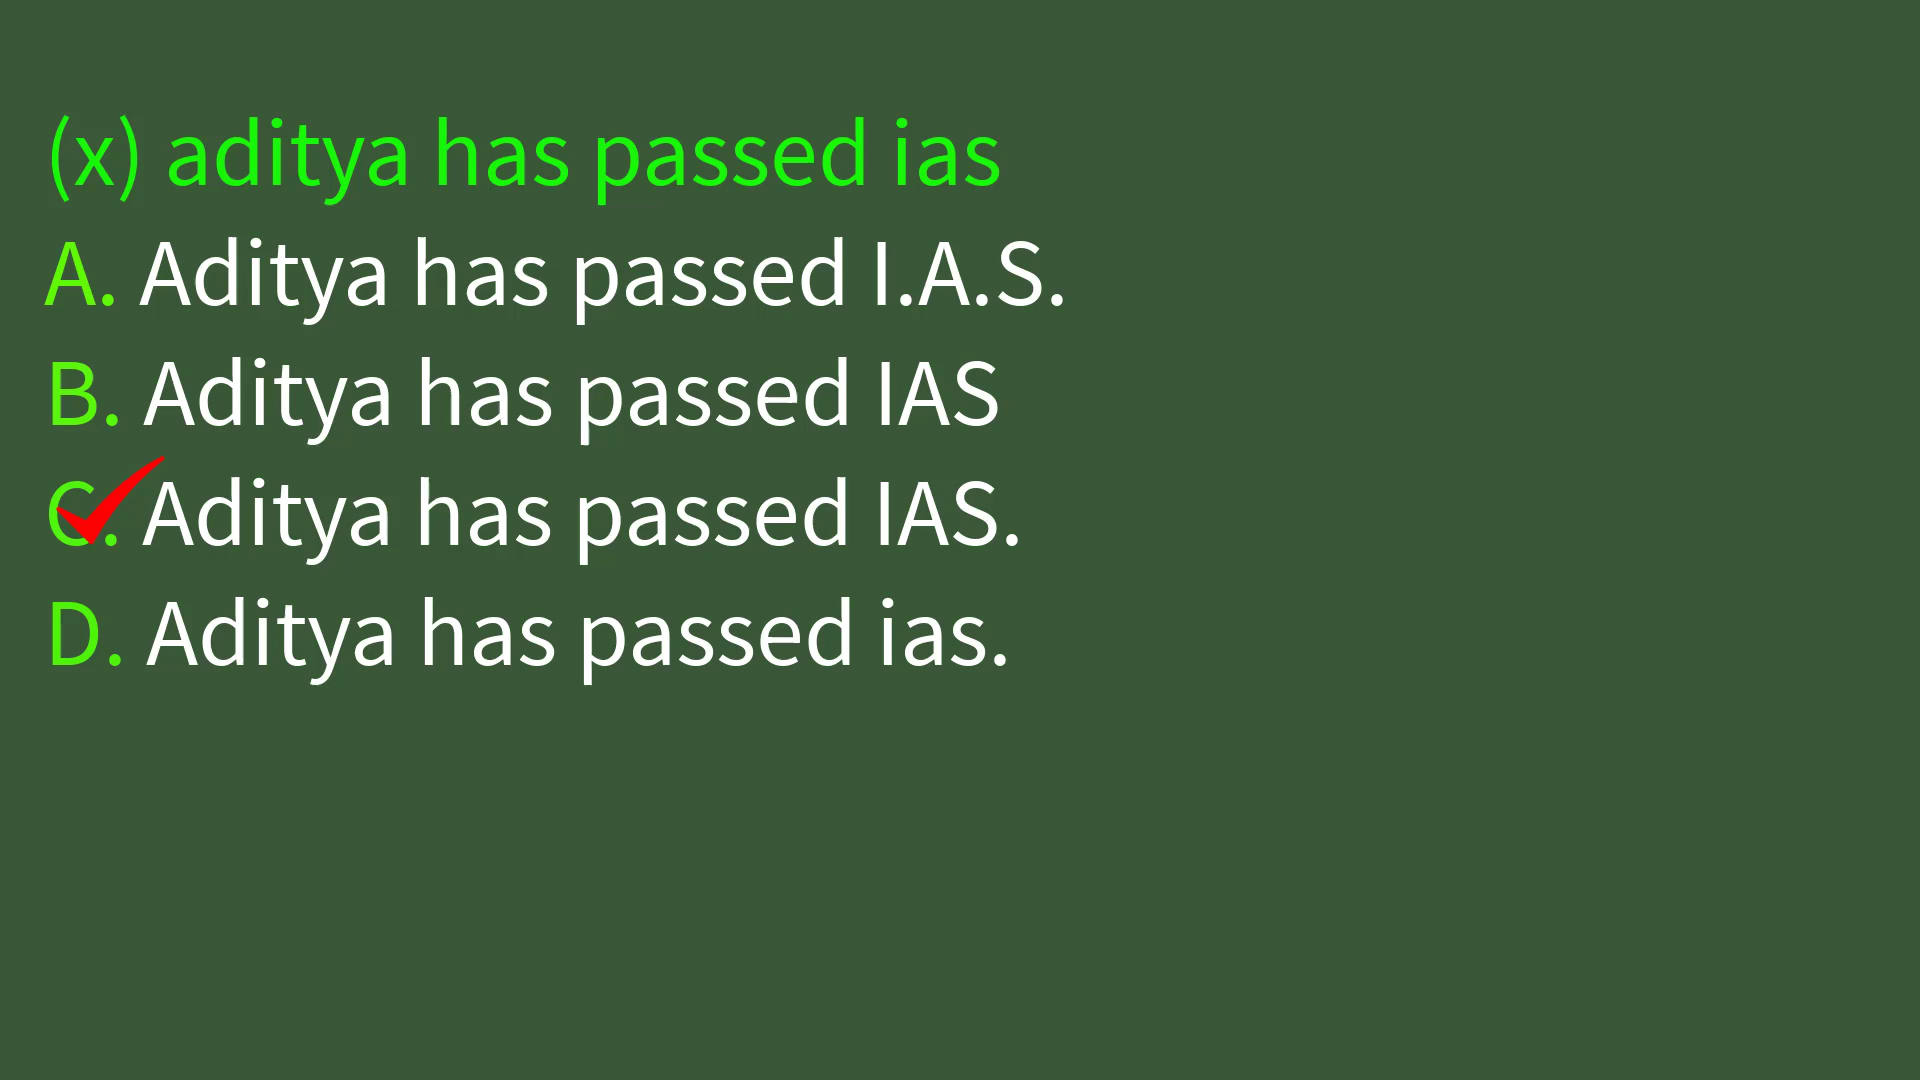 (x) aditya has passed ias
A. Aditya has passed I.A.S.
B. Aditya has passed IAS
C. Aditya has passed IAS.
D. Aditya has passed ias.